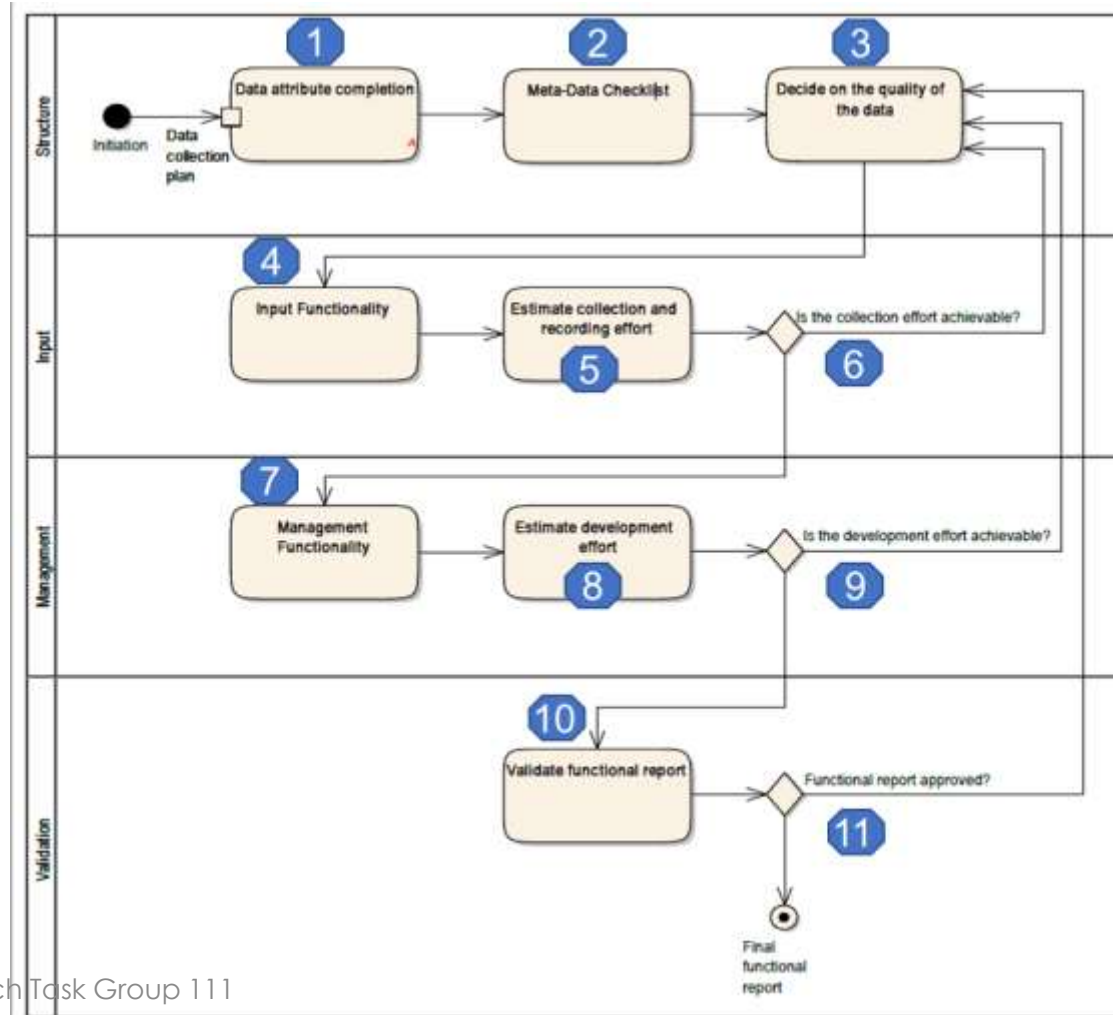 Structure
1
2
3
Data attribute completion
Meta-Data Checklist
Decide on the quality of
the data
Initiation
Data
collection
plan
Input
4
Input Functionality
Estimate collection and
recording effort
5
Is the collection effort achievable?
6
Management
7
Management
Functionality
Estimate development
effort
8
Is the development effort achievable?
9
Validation
10
Validate functional report
Functional report approved?
11
Final
functional
report
ch Task Group 111